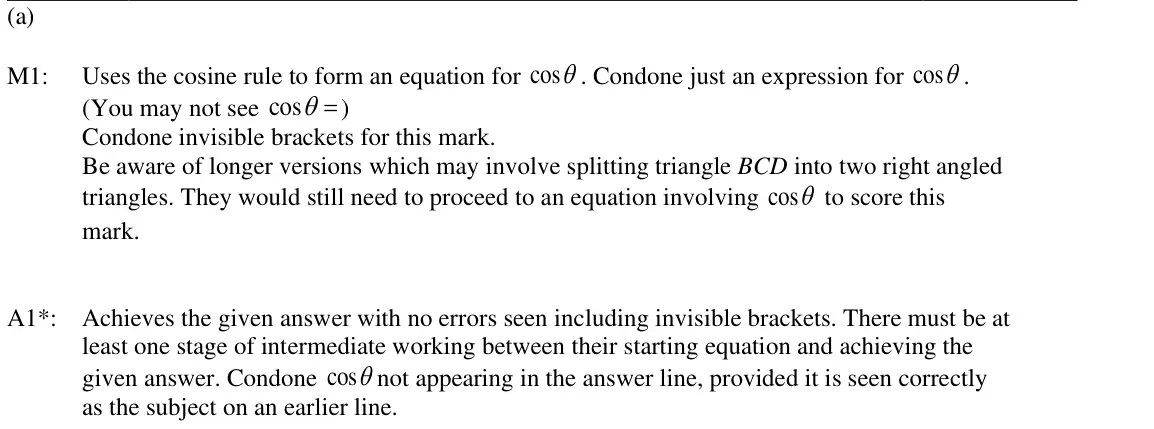 (a)
M1: Uses the cosine rule to form an equation for cosθ. Condone just an expression for cosθ.
(You may not see cosθ=)
Condone invisible brackets for this mark.
Be aware of longer versions which may involve splitting triangle BCD into two right angled
triangles. They would still need to proceed to an equation involving cosθ to score this
mark.
A1*: Achieves the given answer with no errors seen including invisible brackets. There must be at
least one stage of intermediate working between their starting equation and achieving the
given answer. Condone cosθ not appearing in the answer line, provided it is seen correctly
as the subject on an earlier line.